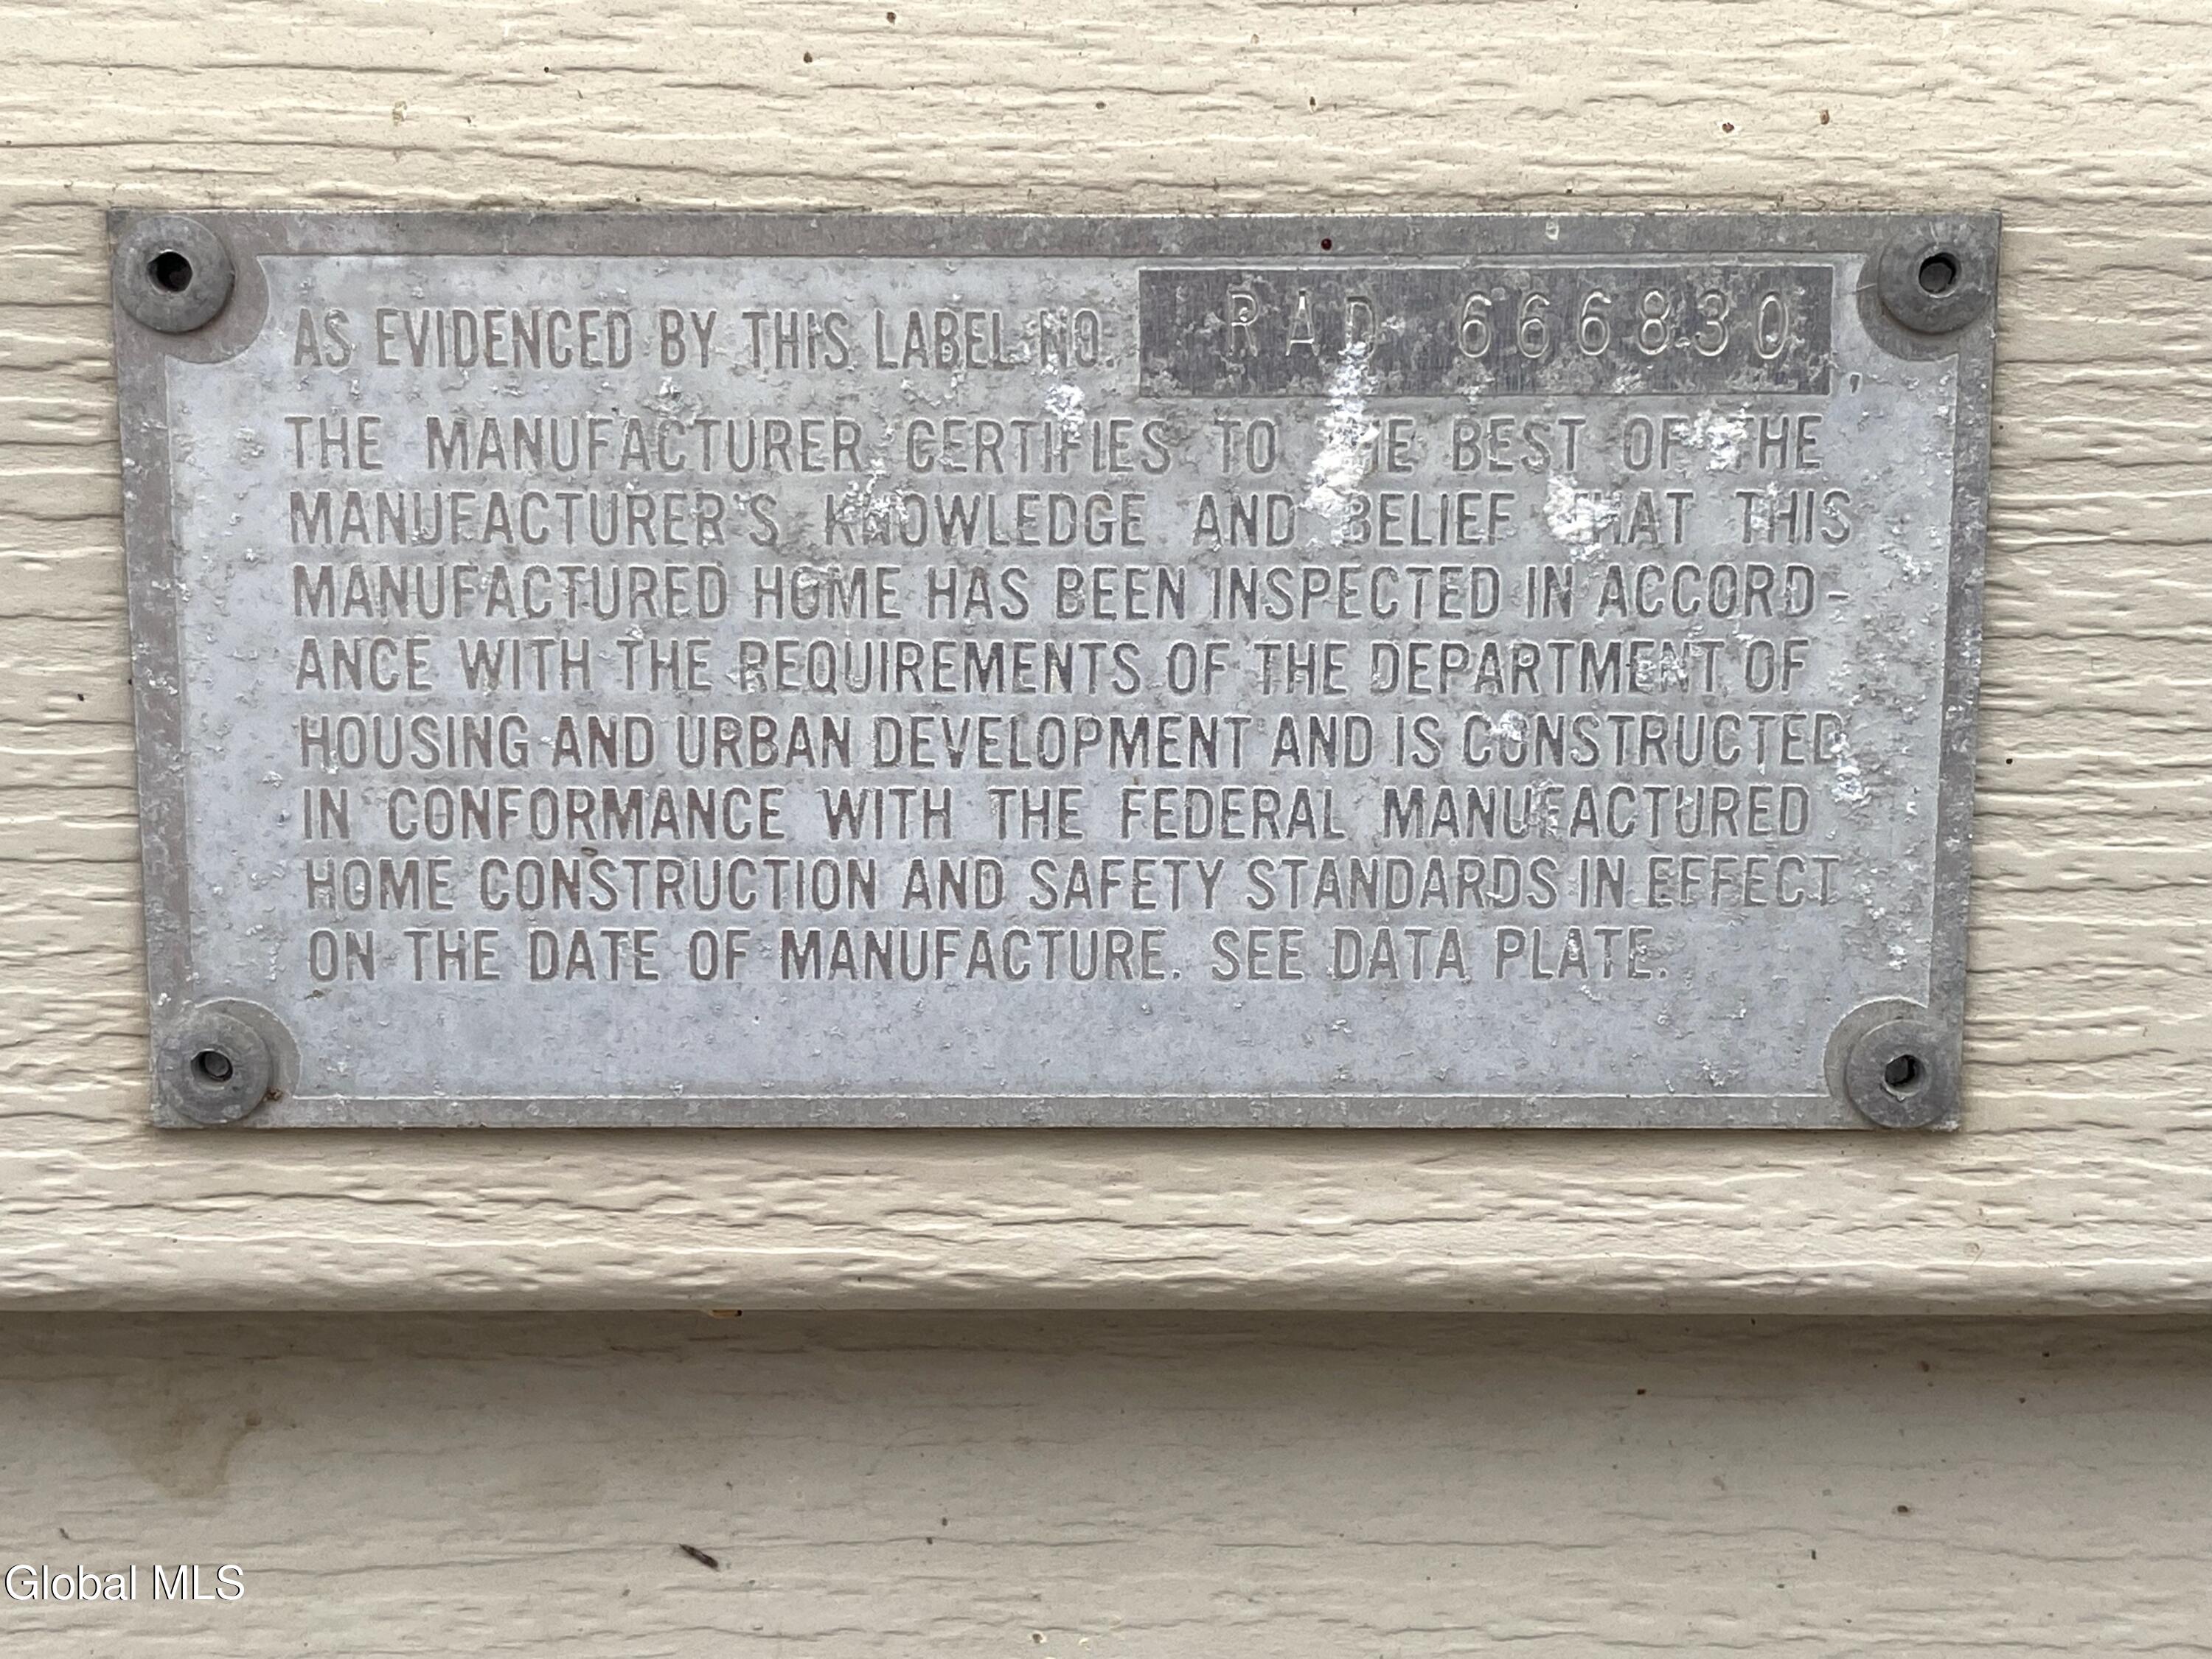 AS EVIDENCED BY THIS LABEL NO. RAD 666830
THE MANUFACTURER CERTIFIES TO THE BEST OF THE
MANUFACTURER'S KNOWLEDGE AND BELIEF THAT THIS
MANUFACTURED HOME HAS BEEN INSPECTED IN ACCORD-
ANCE WITH THE REQUIREMENTS OF THE DEPARTMENT OF
HOUSING AND URBAN DEVELOPMENT AND IS CONSTRUCTED
IN CONFORMANCE WITH THE FEDERAL MANUFACTURED
HOME CONSTRUCTION AND SAFETY STANDARDS IN EFFECT
ON THE DATE OF MANUFACTURE. SEE DATA PLATE.
Global MLS